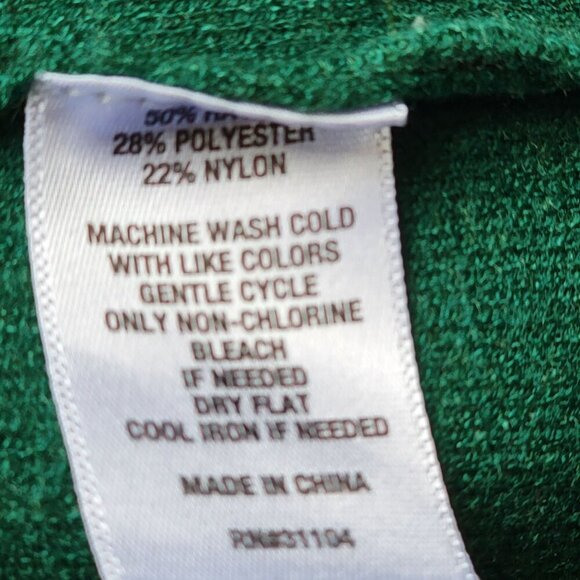 50%
28% POLYESTER
22% NYLON
MACHINE WASH COLD
WITH LIKE COLORS
GENTLE CYCLE
ONLY NON-CHLORINE
BLEACH
IF NEEDED
DRY FLAT
COOL IRON IF NEEDED
MADE IN CHINA
RN#31104